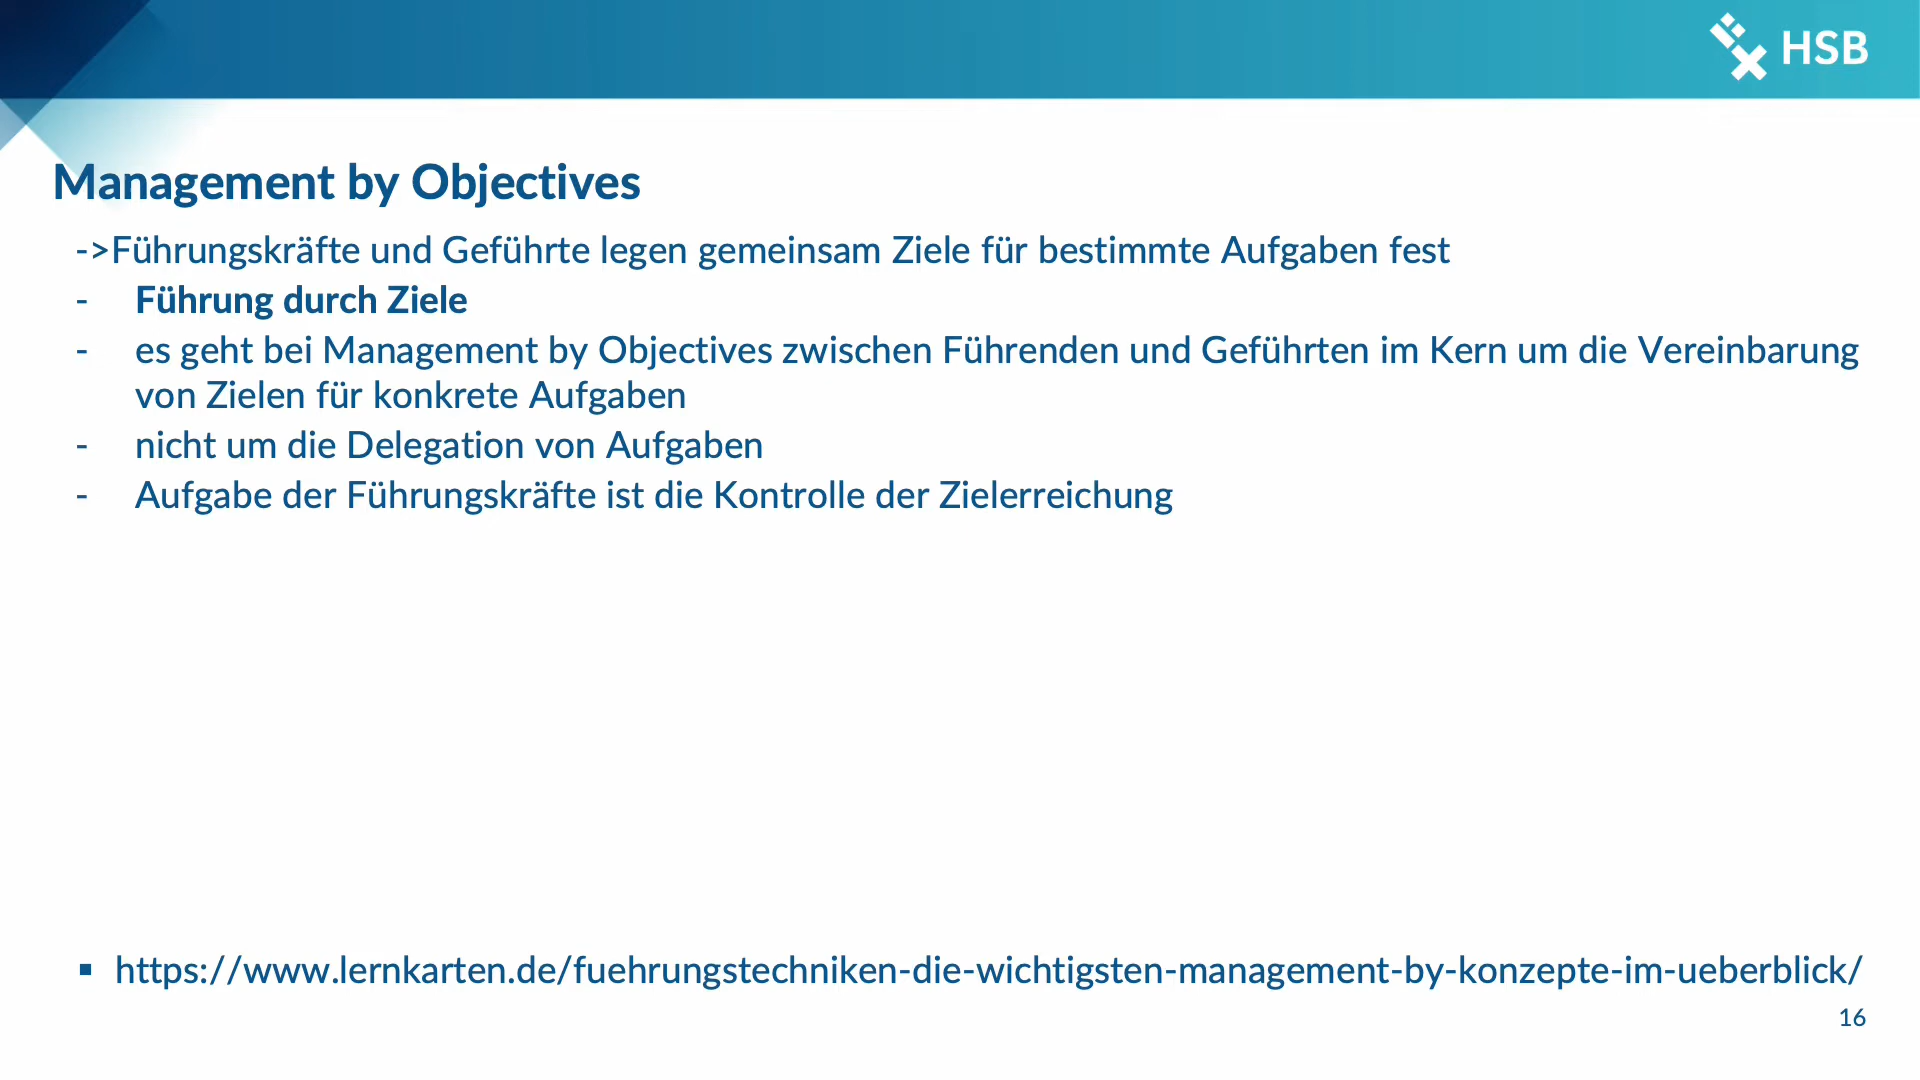 HSB
Management by Objectives
->Führungskräfte und Geführte legen gemeinsam Ziele für bestimmte Aufgaben fest
- Führung durch Ziele
- es geht bei Management by Objectives zwischen Führenden und Geführten im Kern um die Vereinbarung
von Zielen für konkrete Aufgaben
- nicht um die Delegation von Aufgaben
- Aufgabe der Führungskräfte ist die Kontrolle der Zielerreichung
▪ https://www.lernkarten.de/fuehrungstechniken-die-wichtigsten-management-by-konzepte-im-ueberblick/
16